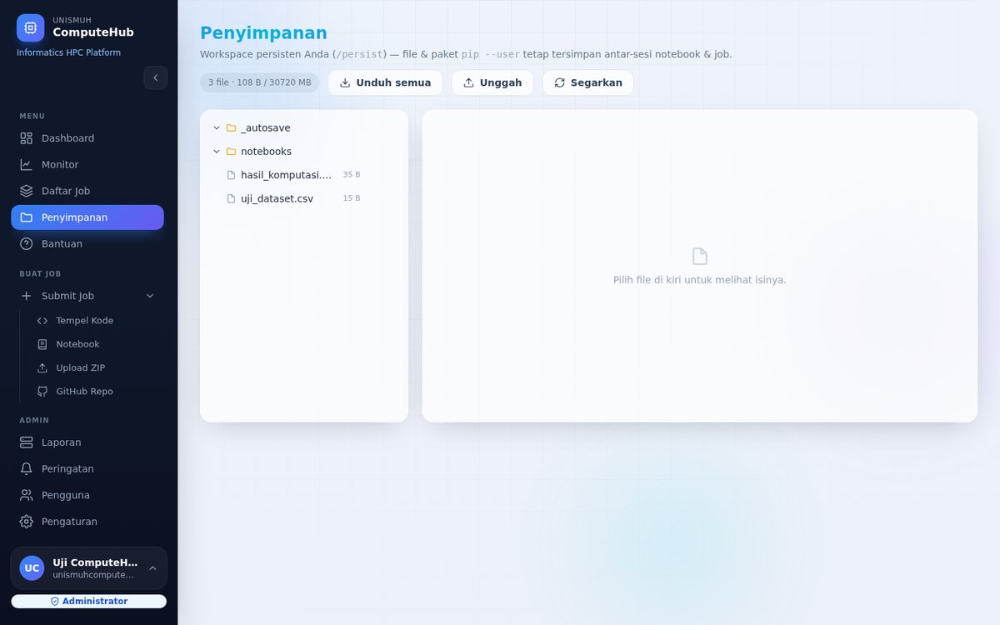 UNISMUH
ComputeHub
Informatics HPC Platform
MENU
Dashboard
Monitor
Daftar Job
Penyimpanan
Bantuan
BUAT JOB
Submit Job
Tempel Kode
Notebook
Upload ZIP
GitHub Repo
ADMIN
Laporan
Peringatan
Pengguna
Pengaturan
UC
Uji ComputeH...
unismuhcompute...
Administrator
Penyimpanan
Workspace persisten Anda (/persist) — file & paket pip --user tetap tersimpan antar-sesi notebook & job.
3 file · 108 B / 30720 MB
Unduh semua
Unggah
Segarkan
_autosave
notebooks
hasil_komputasi.... 35 B
uji_dataset.csv 15 B
Pilih file di kiri untuk melihat isinya.